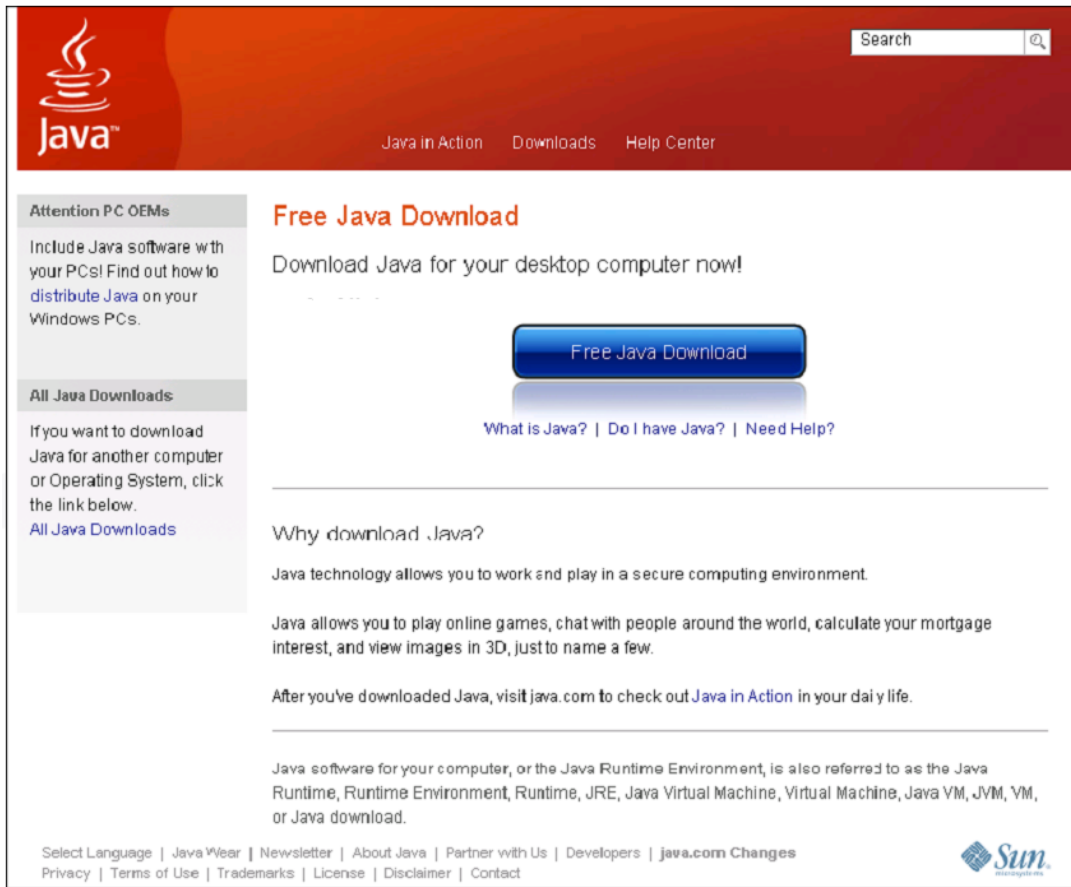 Search
Java™
Java in Action Downloads Help Center
Attention PC OEMs
Include Java software with
your PCs! Find out how to
distribute Java on your
Windows PCs.
All Java Downloads
If you want to download
Java for another computer
or Operating System, click
the link below.
All Java Downloads
Free Java Download
Download Java for your desktop computer now!
Free Java Download
What is Java? | Do I have Java? | Need Help?
Why download Java?
Java technology allows you to work and play in a secure computing environment.
Java allows you to play online games, chat with people around the world, calculate your mortgage
interest, and view images in 3D, just to name a few.
After you've downloaded Java, visit java.com to check out Java in Action in your daily life.
Java software for your computer, or the Java Runtime Environment, is also referred to as the Java
Runtime, Runtime Environment, Runtime, JRE, Java Virtual Machine, Virtual Machine, Java VM, JVM, VM,
or Java download.
Select Language | Java Wear | Newsletter | About Java | Partner with Us | Developers | java.com Changes
Privacy | Terms of Use | Trademarks | License | Disclaimer | Contact
Sun
microsystems